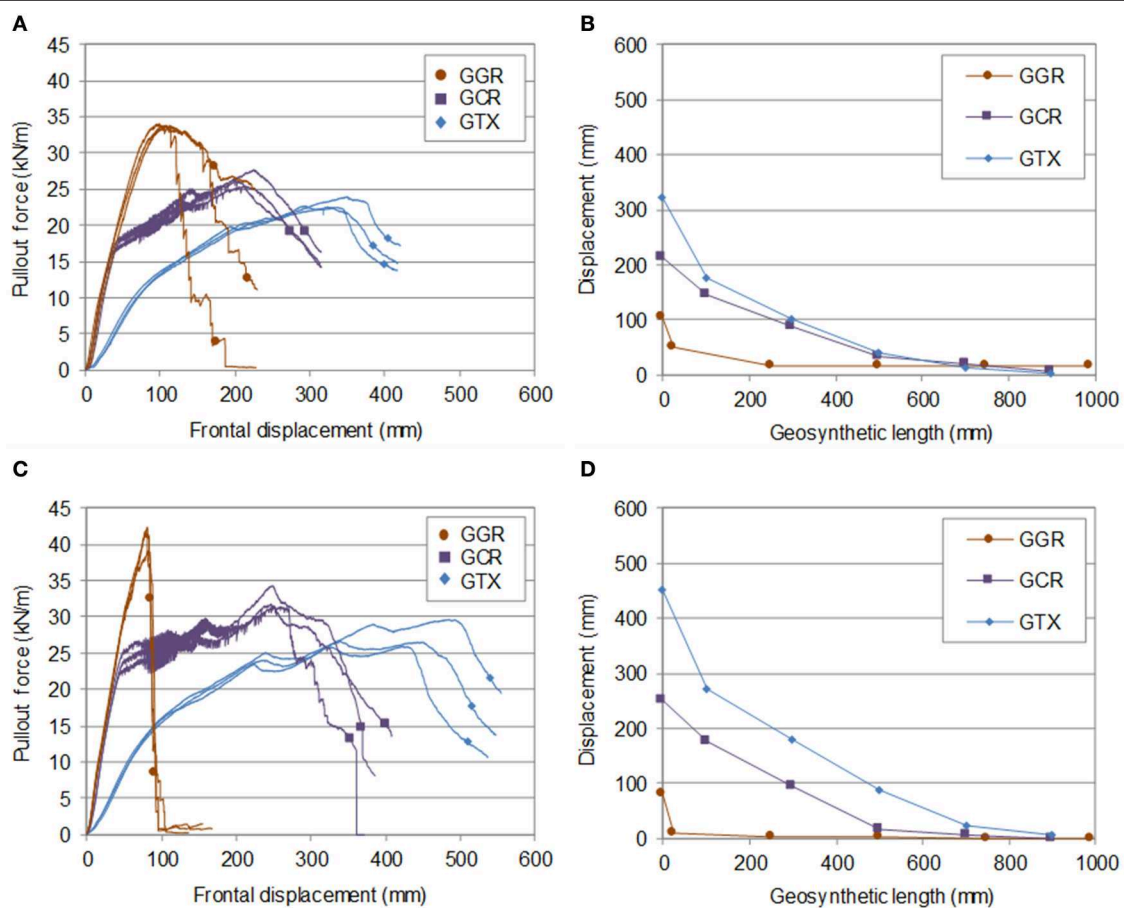 A
45
40
35
30
25
20
15
10
5
0
Pullout force (kN/m)
GGR
GCR
GTX
0 100 200 300 400 500 600
Frontal displacement (mm)
B
600
500
400
300
200
100
0
Displacement (mm)
GGR
GCR
GTX
0 200 400 600 800 1000
Geosynthetic length (mm)
C
45
40
35
30
25
20
15
10
5
0
Pullout force (kN/m)
GGR
GCR
GTX
0 100 200 300 400 500 600
Frontal displacement (mm)
D
600
500
400
300
200
100
0
Displacement (mm)
GGR
GCR
GTX
0 200 400 600 800 1000
Geosynthetic length (mm)